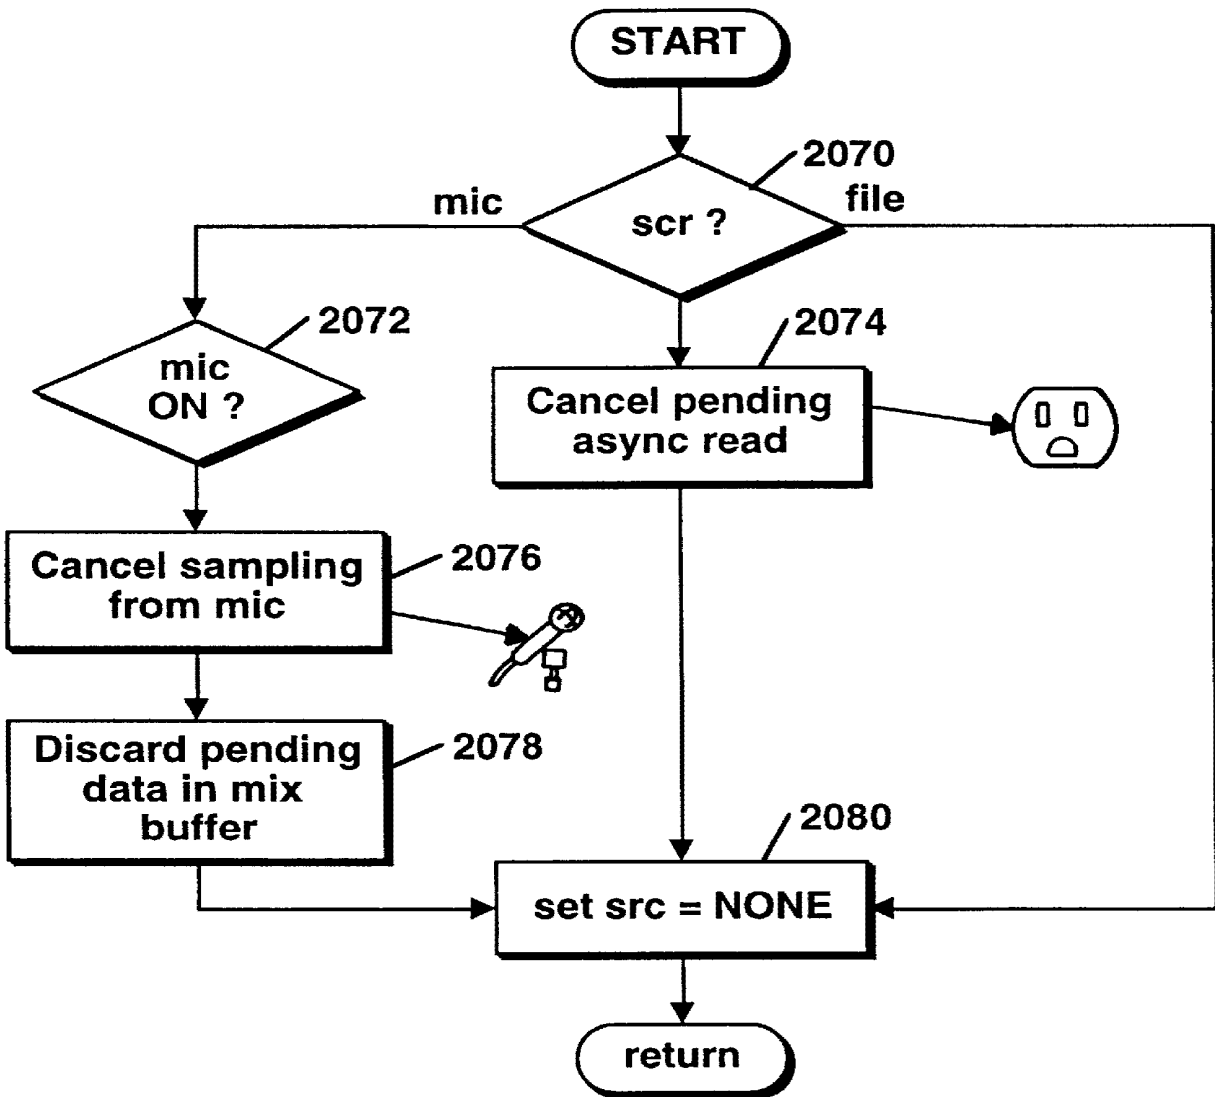 START
2070
mic
file
scr ?
2072
2074
mic
ON ?
Cancel pending
async read
2076
Cancel sampling
from mic
2078
Discard pending
data in mix
buffer
2080
set src = NONE
return